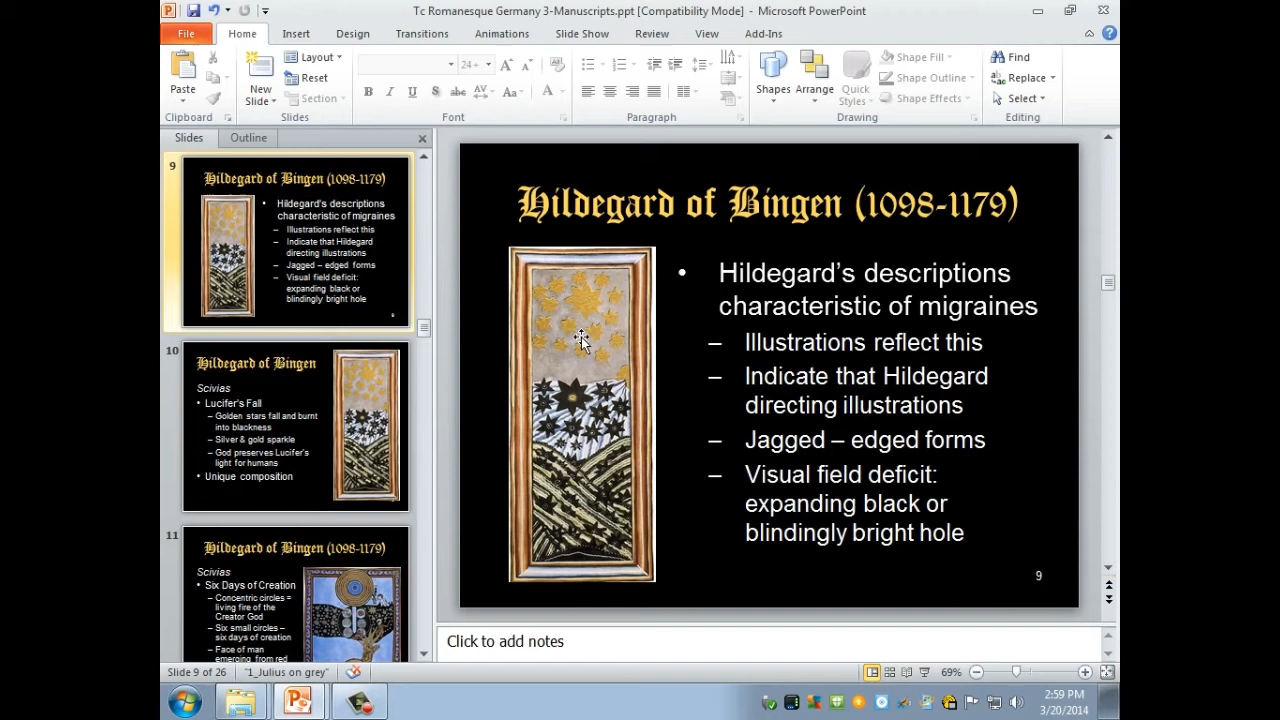 Tc Romanesque Germany 3-Manuscripts.ppt [Compatibility Mode] - Microsoft PowerPoint
File Home Insert Design Transitions Animations Slide Show Review View Add-Ins
Paste
New
Slide
Layout
Reset
Section
24
B I U S abc AV Aa A
Shapes
Arrange
Quick
Styles
Shape Fill
Shape Outline
Shape Effects
Find
Replace
Select
Clipboard Slides Font Paragraph Drawing Editing
Slides Outline
9
Hildegard of Bingen (1098-1179)
• Hildegard's descriptions
characteristic of migraines
– Illustrations reflect this
– Indicate that Hildegard
directing illustrations
– Jagged – edged forms
– Visual field deficit:
expanding black or
blindingly bright hole
10
Hildegard of Bingen
Scivias
• Lucifer's Fall
– Golden stars fall and burnt
into blackness
– Silver & gold sparkle
– God preserves Lucifer's
light for humans
• Unique composition
11
Hildegard of Bingen (1098-1179)
Scivias
• Six Days of Creation
– Concentric circles =
living fire of the
Creator God
– Six small circles –
six days of creation
– Face of man
emerging from red
Hildegard of Bingen (1098-1179)
• Hildegard's descriptions
characteristic of migraines
– Illustrations reflect this
– Indicate that Hildegard
directing illustrations
– Jagged – edged forms
– Visual field deficit:
expanding black or
blindingly bright hole
9
Click to add notes
Slide 9 of 26 "1_Julius on grey" 69%
2:59 PM
3/20/2014